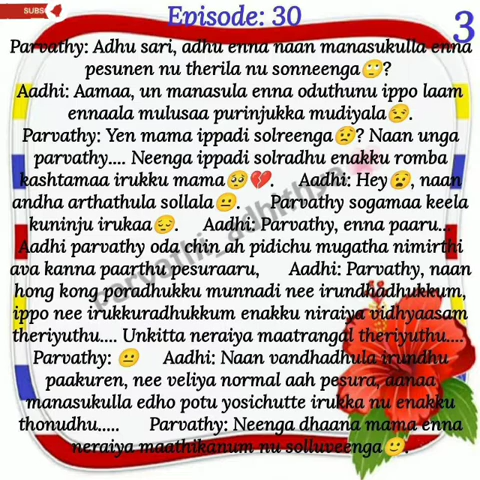 SUBS
Episode: 30
3
Parvathy: Adhu sari, adhu enna naan manasukulla enna
pesunen nu therila nu sonneenga🙄?
Aadhi: Aamaa, un manasula enna oduthunu ippo laam
ennaala mulusaa purinjukka mudiyala😒.
Parvathy: Yen mama ippadi solreenga😥? Naan unga
parvathy.... Neenga ippadi solradhu enakku romba
kashtamaa irukku mama🥺💔. Aadhi: Hey😧, naan
andha arthathula sollala😐. Parvathy sogamaa keela
kuninju irukaa😔. Aadhi: Parvathy, enna paaru...
Aadhi parvathy oda chin ah pidichu mugatha nimirthi
ava kanna paarthu pesuraaru, Aadhi: Parvathy, naan
hong kong poradhukku munnadi nee irundhadhukkum,
ippo nee irukkuradhukkum enakku niraiya vidhyaasam
theriyuthu.... Unkitta neraiya maatrangal theriyuthu....
Parvathy: 😐 Aadhi: Naan vandhadhula irundhu
paakuren, nee veliya normal aah pesura, aanaa
manasukulla edho potu yosichutte irukka nu enakku
thonudhu..... Parvathy: Neenga dhaana mama enna
neraiya maathikanum nu solluveenga🙂.